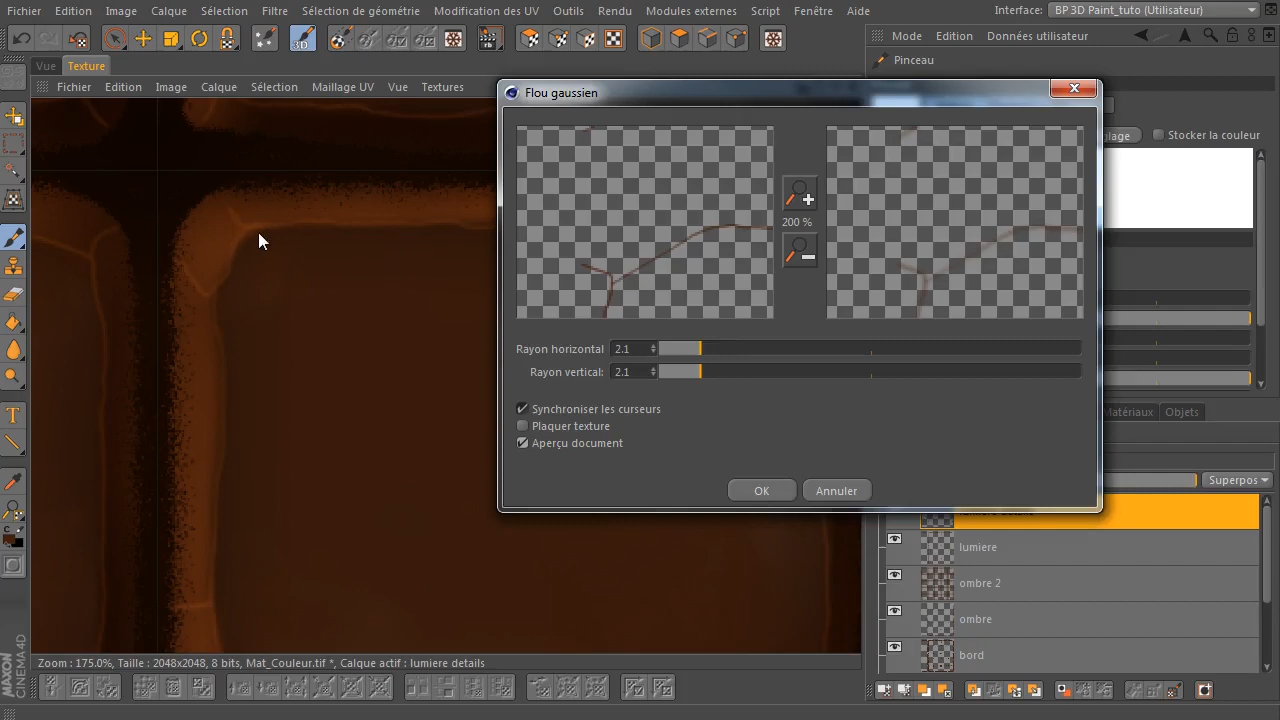 Fichier Edition Image Calque Sélection Filtre Sélection de géométrie Modification des UV Outils Rendu Modules externes Script Fenêtre Aide Interface: BP 3D Paint_tuto (Utilisateur)
3D
Mode Edition Données utilisateur
Vue Texture
Pinceau
Fichier Edition Image Calque Sélection Maillage UV Vue Textures
Flou gaussien
Stocker la couleur
200 %
Rayon horizontal 2.1
Rayon vertical: 2.1
Synchroniser les curseurs
Matériaux Objets
Plaquer texture
Aperçu document
Superpos
OK Annuler
lumiere
ombre 2
ombre
bord
Zoom : 175.0%, Taille : 2048x2048, 8 bits, Mat_Couleur.tif *, Calque actif : lumiere details
MAXON
CINEMA 4D